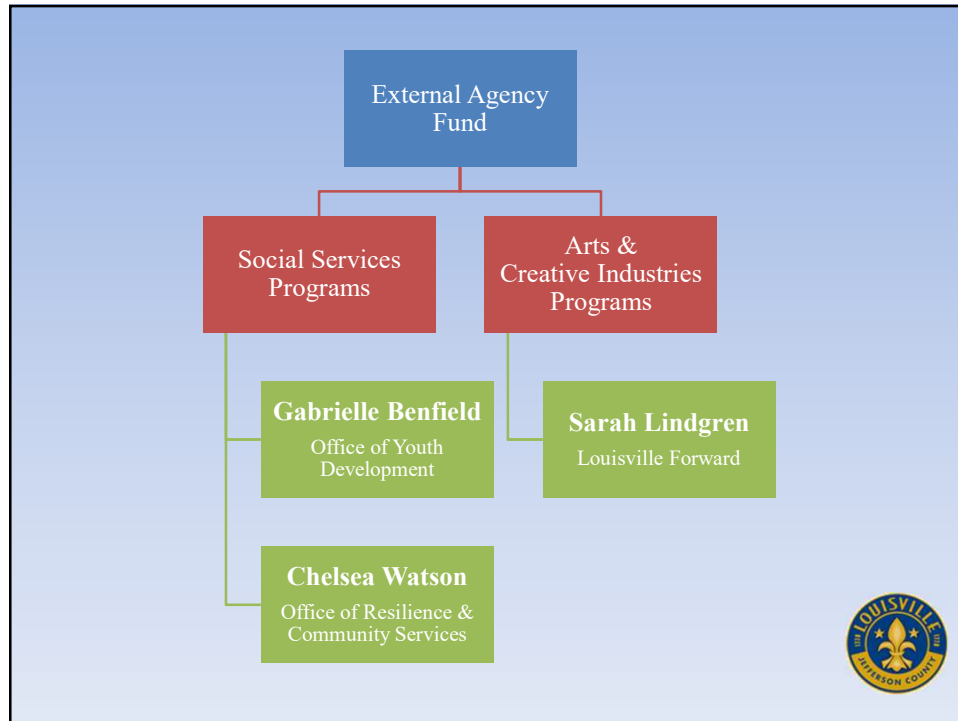 External Agency
Fund
Social Services
Programs
Arts &
Creative Industries
Programs
Gabrielle Benfield
Office of Youth
Development
Sarah Lindgren
Louisville Forward
Chelsea Watson
Office of Resilience &
Community Services
LOUISVILLE
1778
JEFFERSON COUNTY